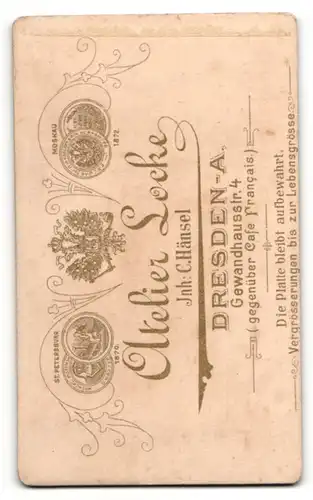 ST. PETERSBURG
1870.
MOSKAU
1872.
Atelier Locke
Jnh: C. Hänsel
DRESDEN-A.
Gewandhausstr. 4
(gegenüber Café Français.)
Die Platte bleibt aufbewahrt.
Vergrösserungen bis zur Lebensgrösse.